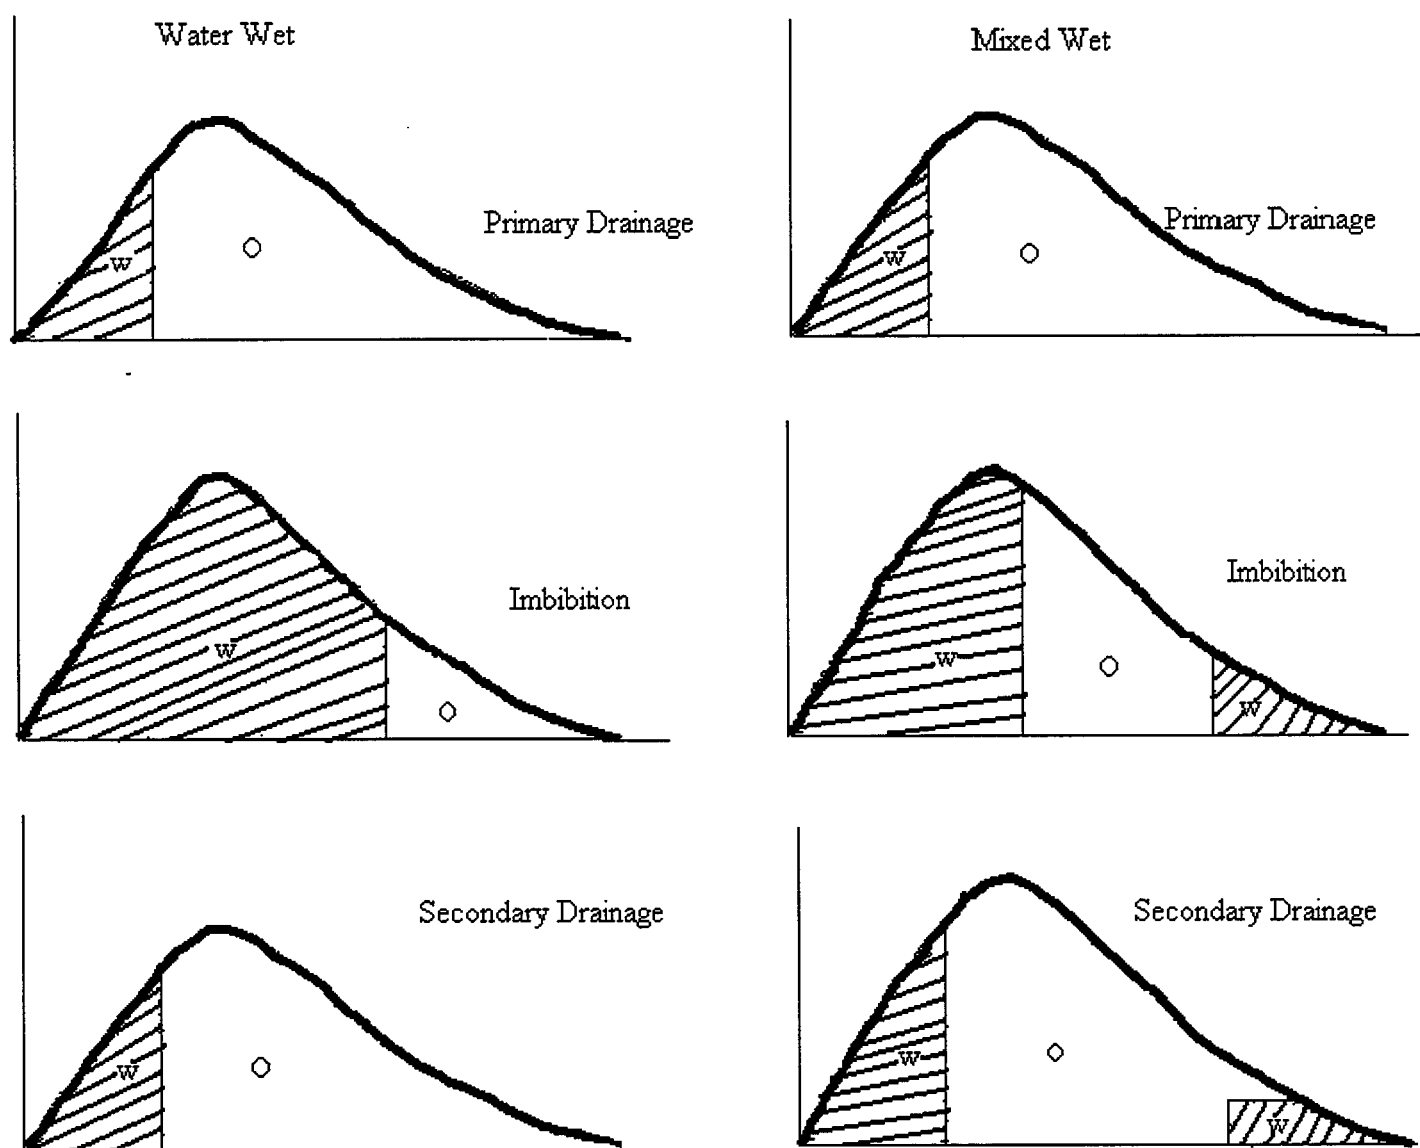 Water Wet
Mixed Wet
Primary Drainage
w
O
Primary Drainage
w
O
Imbibition
w
O
Imbibition
w
O
w
Secondary Drainage
w
O
Secondary Drainage
w
O
w